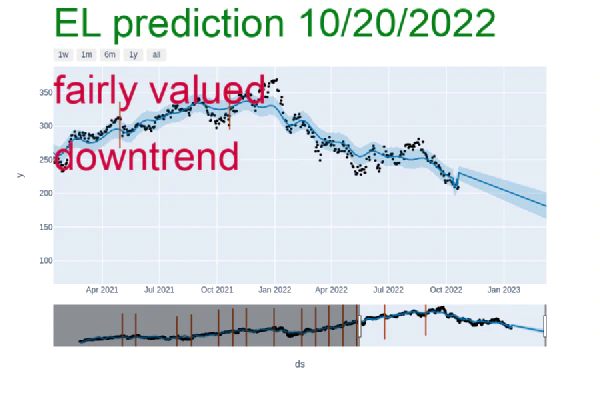 EL prediction 10/20/2022
1w 1m 6m 1y all
fairly valued
downtrend
350
300
250
200
150
100
y
Apr 2021 Jul 2021 Oct 2021 Jan 2022 Apr 2022 Jul 2022 Oct 2022 Jan 2023
ds